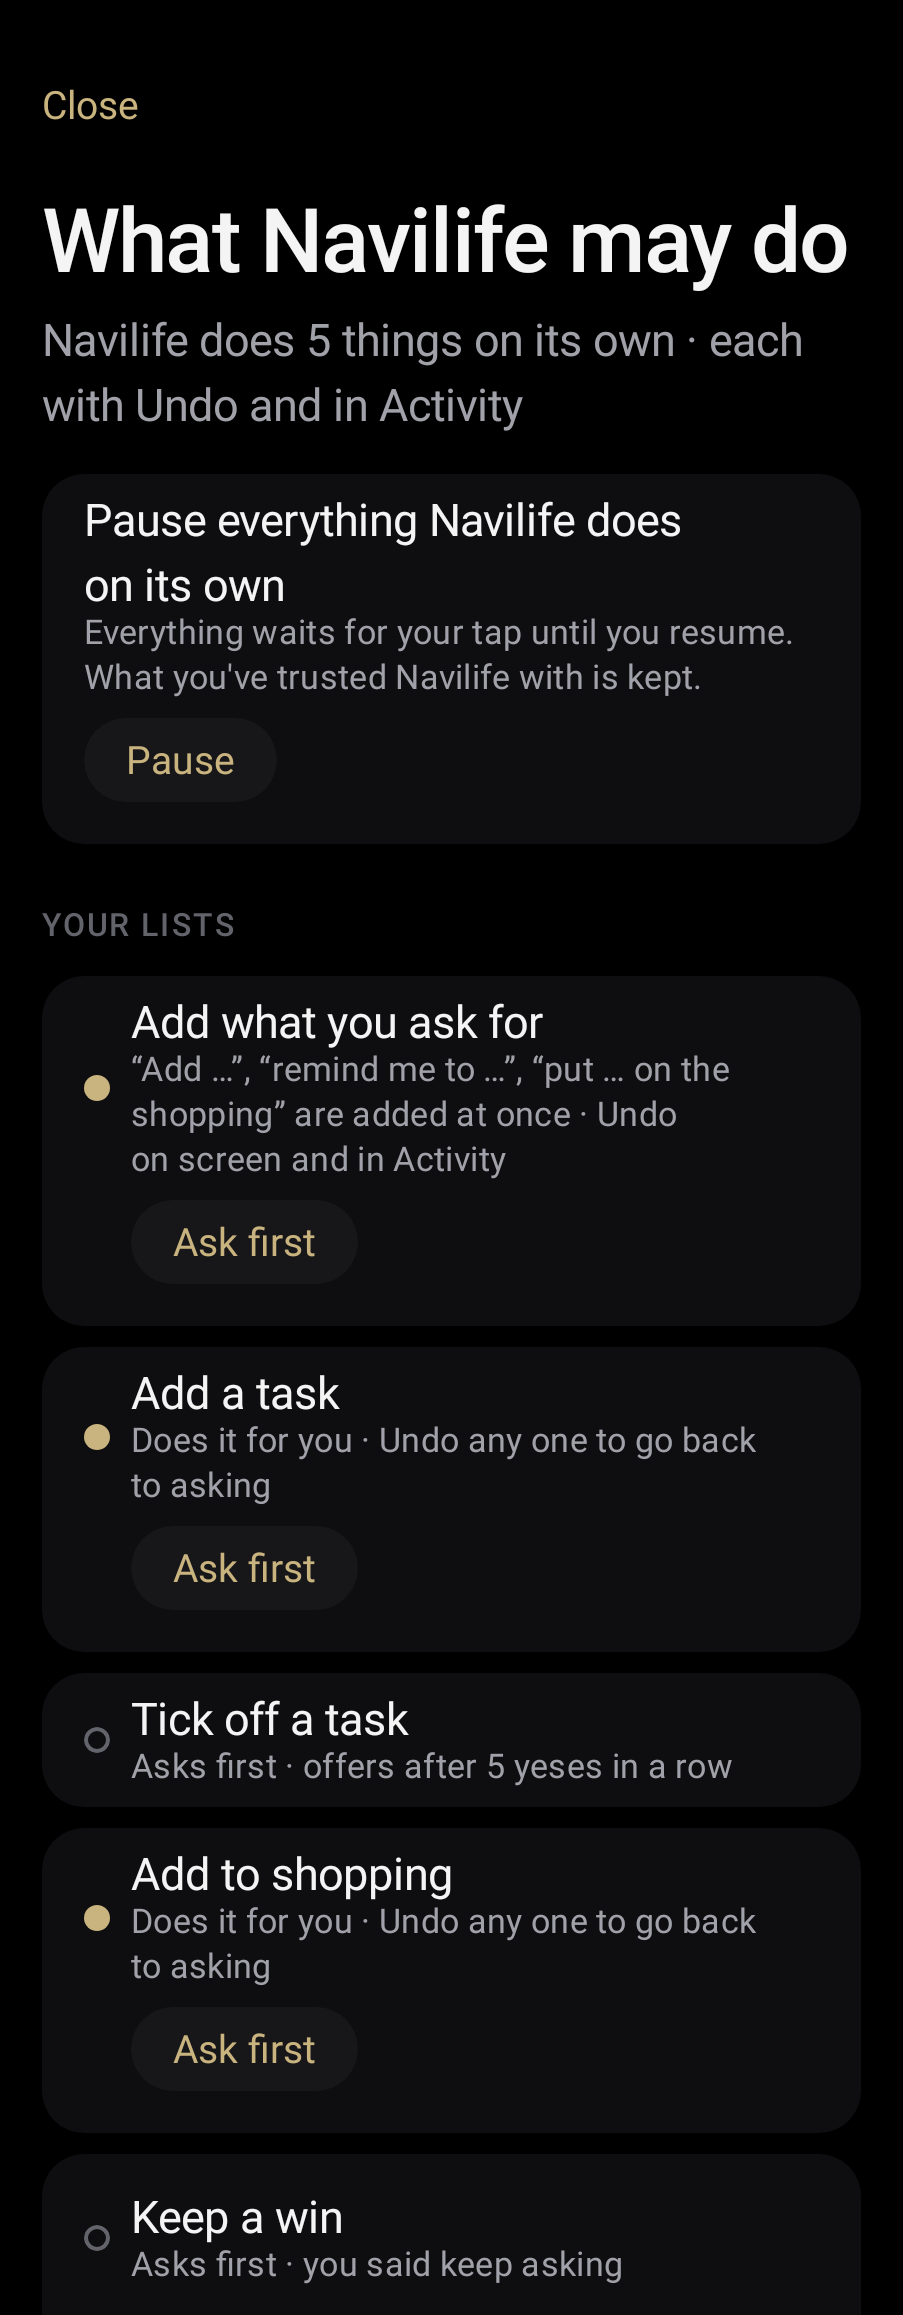 Close
What Navilife may do
Navilife does 5 things on its own · each
with Undo and in Activity
Pause everything Navilife does
on its own
Everything waits for your tap until you resume.
What you've trusted Navilife with is kept.
Pause
YOUR LISTS
Add what you ask for
“Add …”, “remind me to …”, “put … on the
shopping” are added at once · Undo
on screen and in Activity
Ask first
Add a task
Does it for you · Undo any one to go back
to asking
Ask first
Tick off a task
Asks first · offers after 5 yeses in a row
Add to shopping
Does it for you · Undo any one to go back
to asking
Ask first
Keep a win
Asks first · you said keep asking